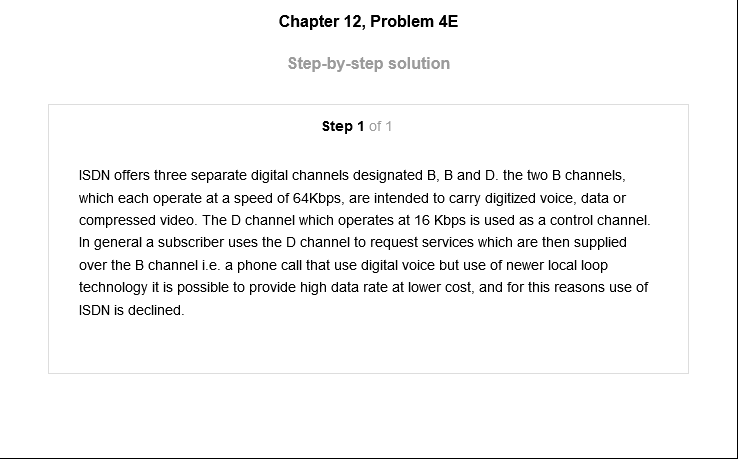 Chapter 12, Problem 4E
Step-by-step solution
Step 1 of 1
ISDN offers three separate digital channels designated B, B and D. the two B channels,
which each operate at a speed of 64Kbps, are intended to carry digitized voice, data or
compressed video. The D channel which operates at 16 Kbps is used as a control channel.
In general a subscriber uses the D channel to request services which are then supplied
over the B channel i.e. a phone call that use digital voice but use of newer local loop
technology it is possible to provide high data rate at lower cost, and for this reasons use of
ISDN is declined.